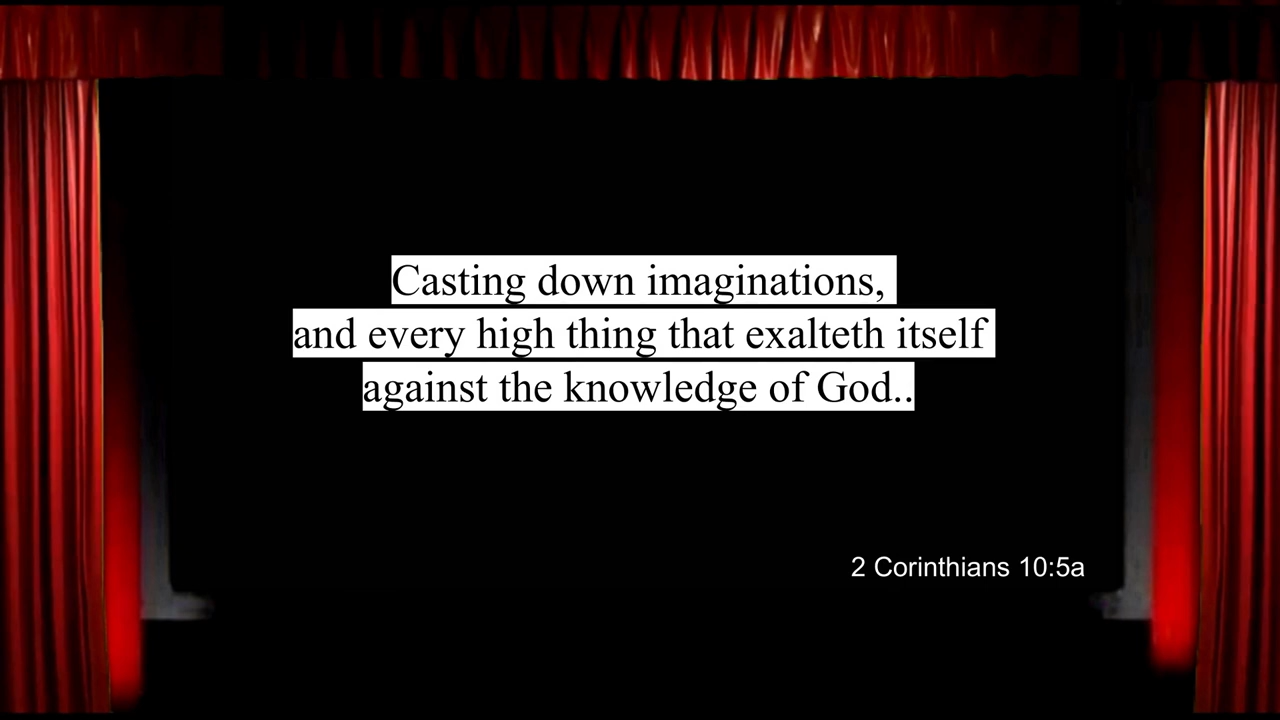 Casting down imaginations,
and every high thing that exalteth itself
against the knowledge of God..
2 Corinthians 10:5a